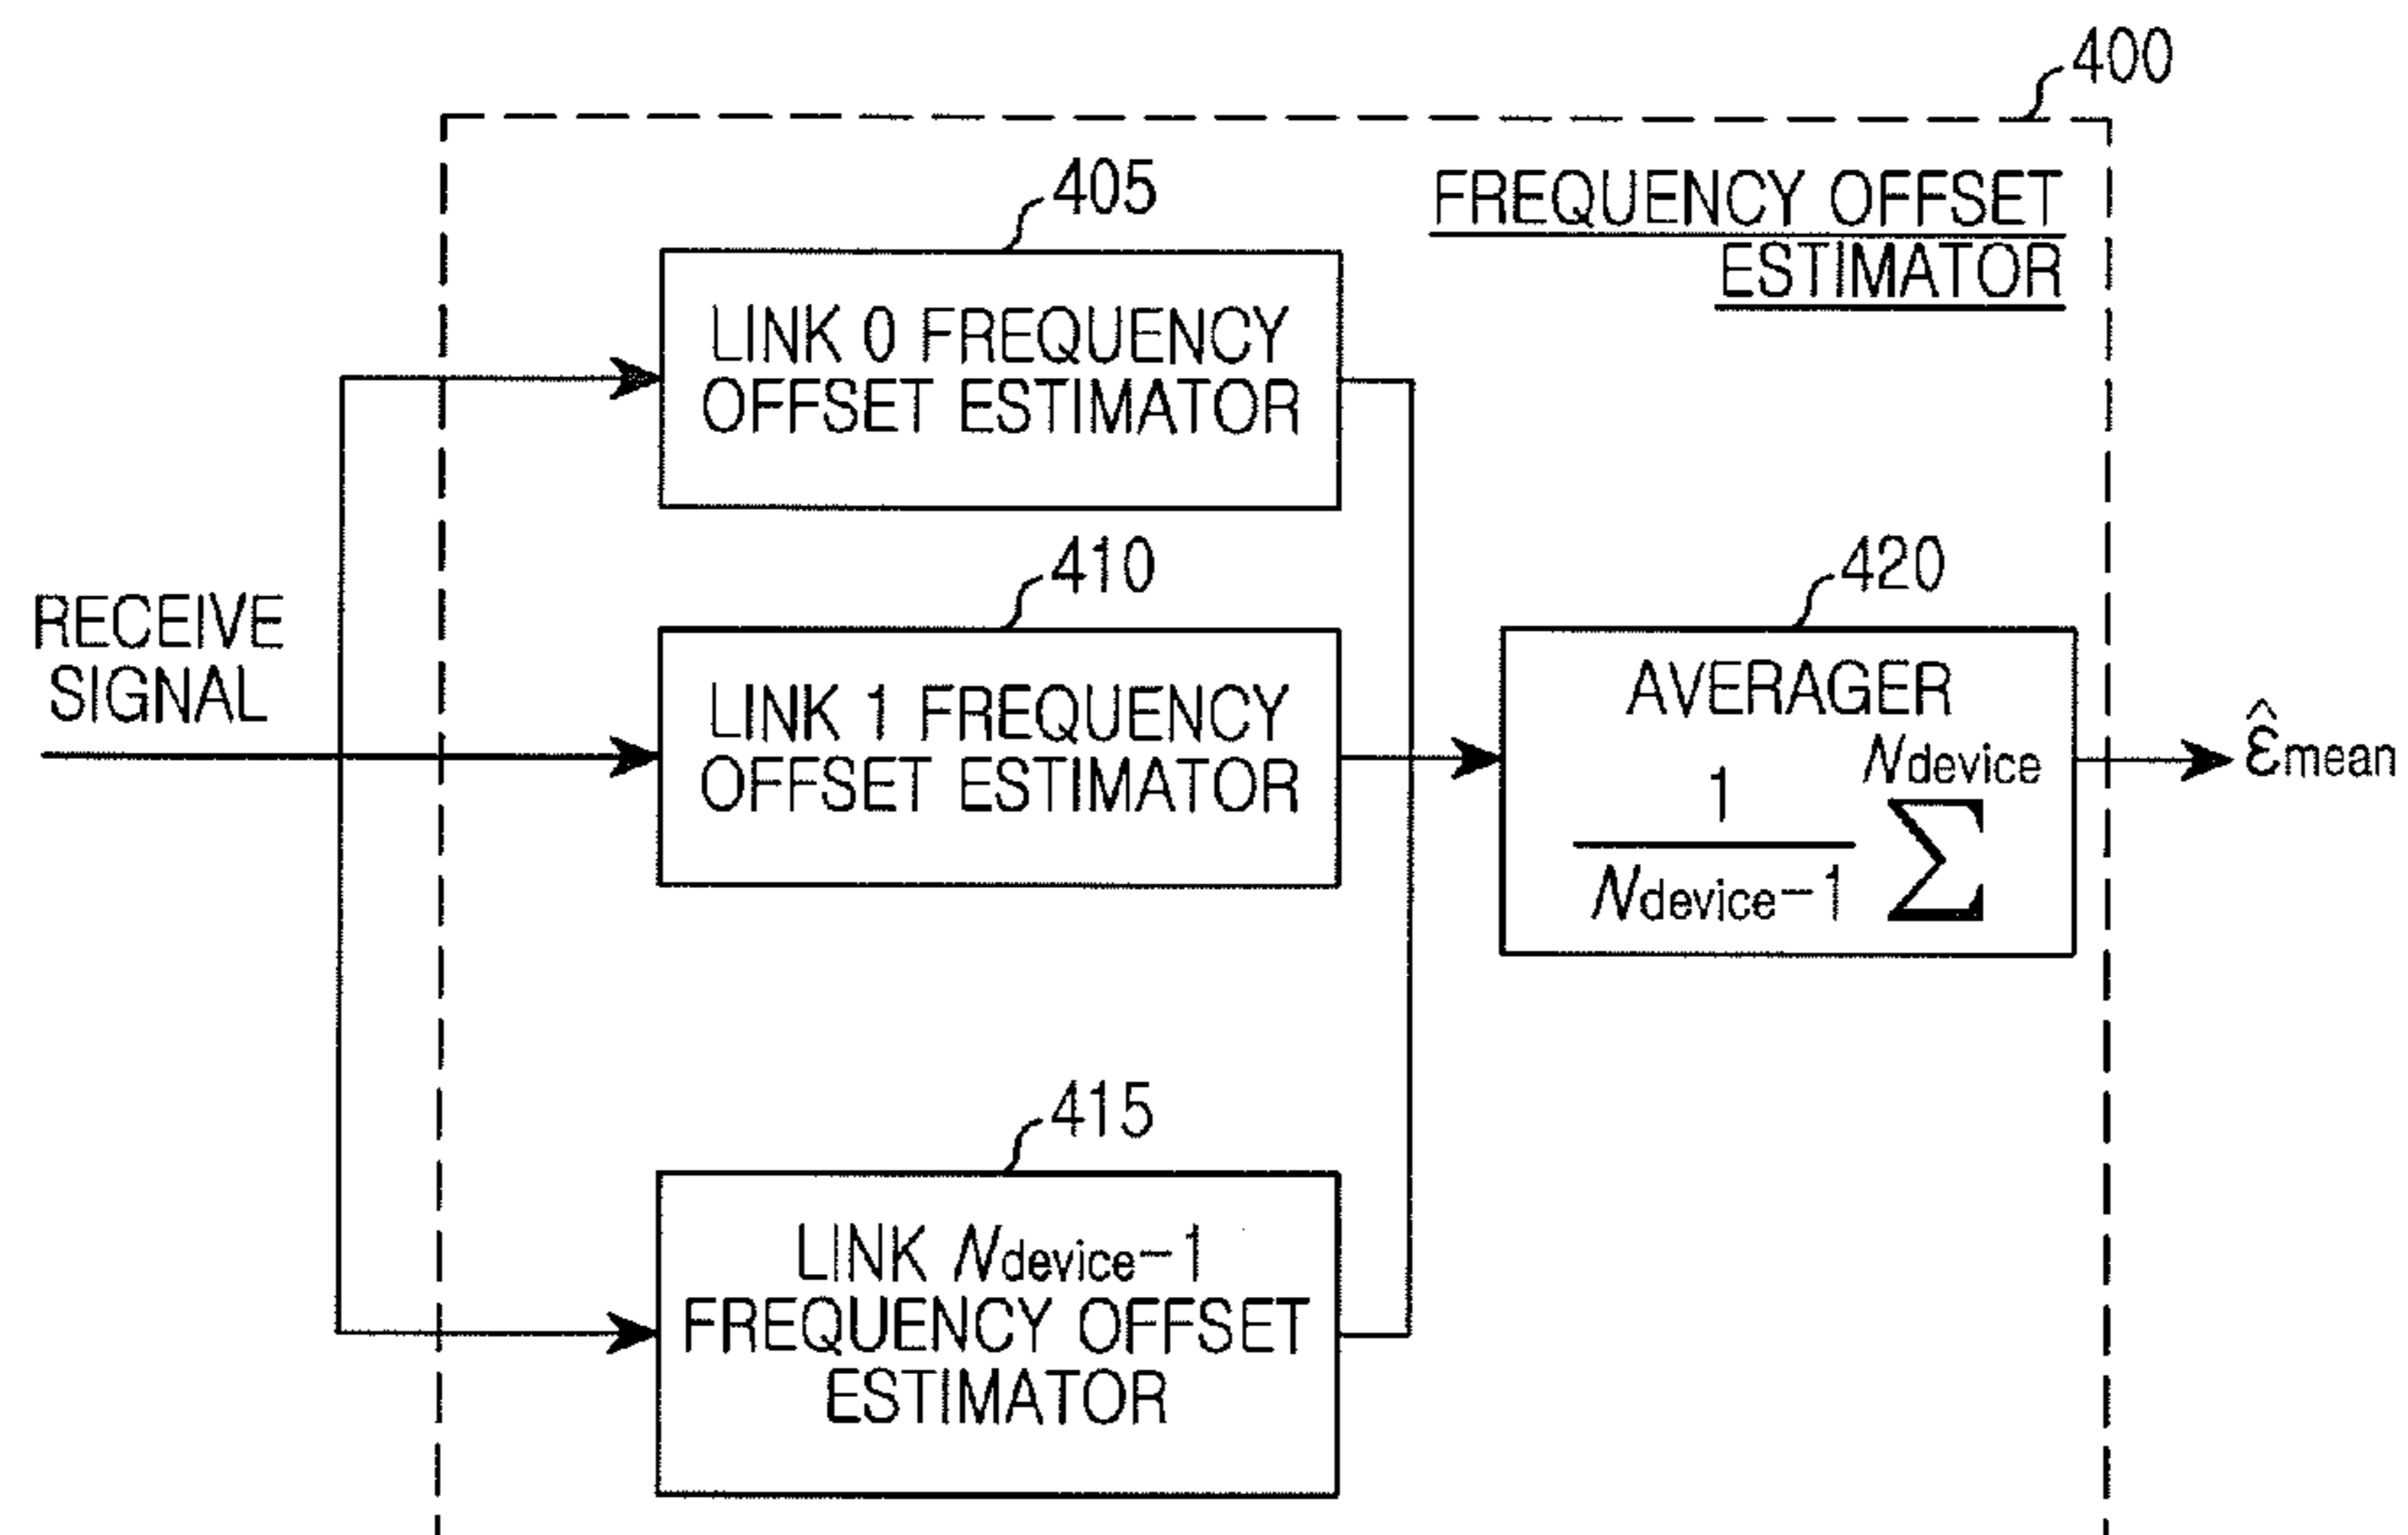 400
FREQUENCY OFFSET
ESTIMATOR
405
LINK 0 FREQUENCY
OFFSET ESTIMATOR
RECEIVE
SIGNAL
410
LINK 1 FREQUENCY
OFFSET ESTIMATOR
420
AVERAGER
1
Ndevice-1
Ndevice
Σ
ε̂mean
415
LINK Ndevice-1
FREQUENCY OFFSET
ESTIMATOR